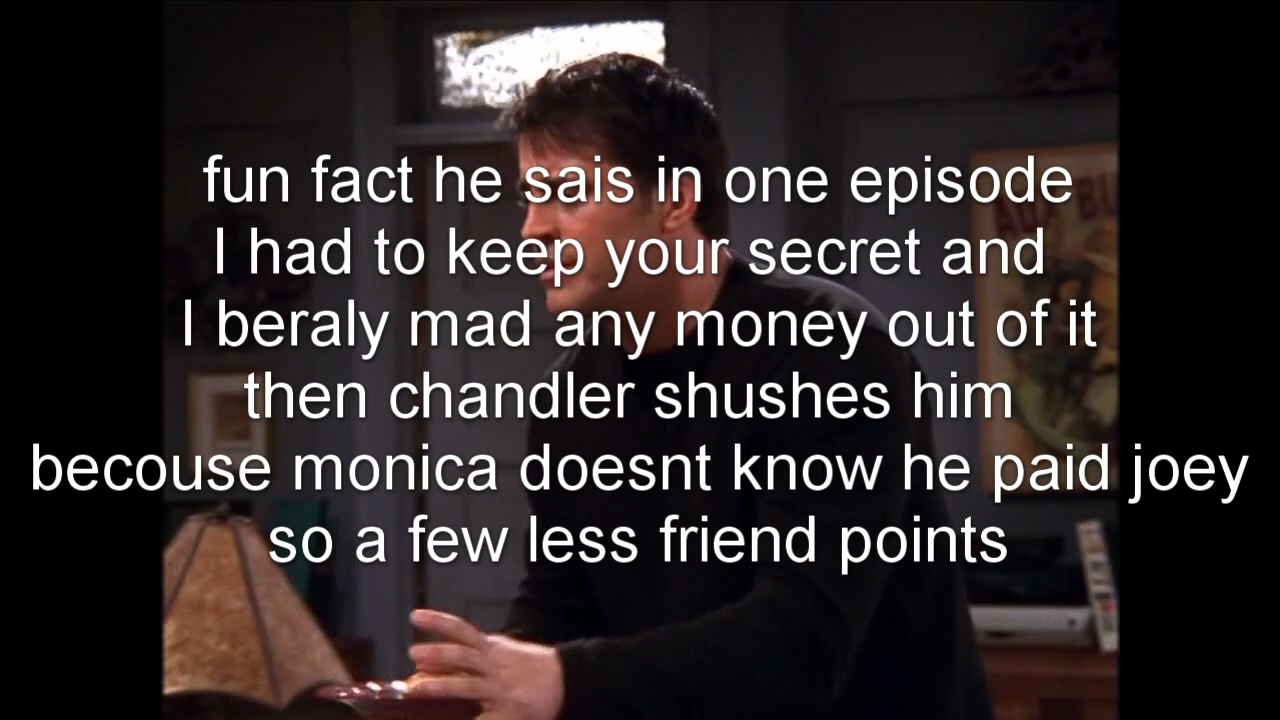 fun fact he sais in one episode
I had to keep your secret and
I beraly mad any money out of it
then chandler shushes him
becouse monica doesnt know he paid joey
so a few less friend points